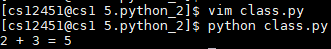 [cs12451@cs1 5.python_2]$ vim class.py
[cs12451@cs1 5.python_2]$ python class.py
2 + 3 = 5